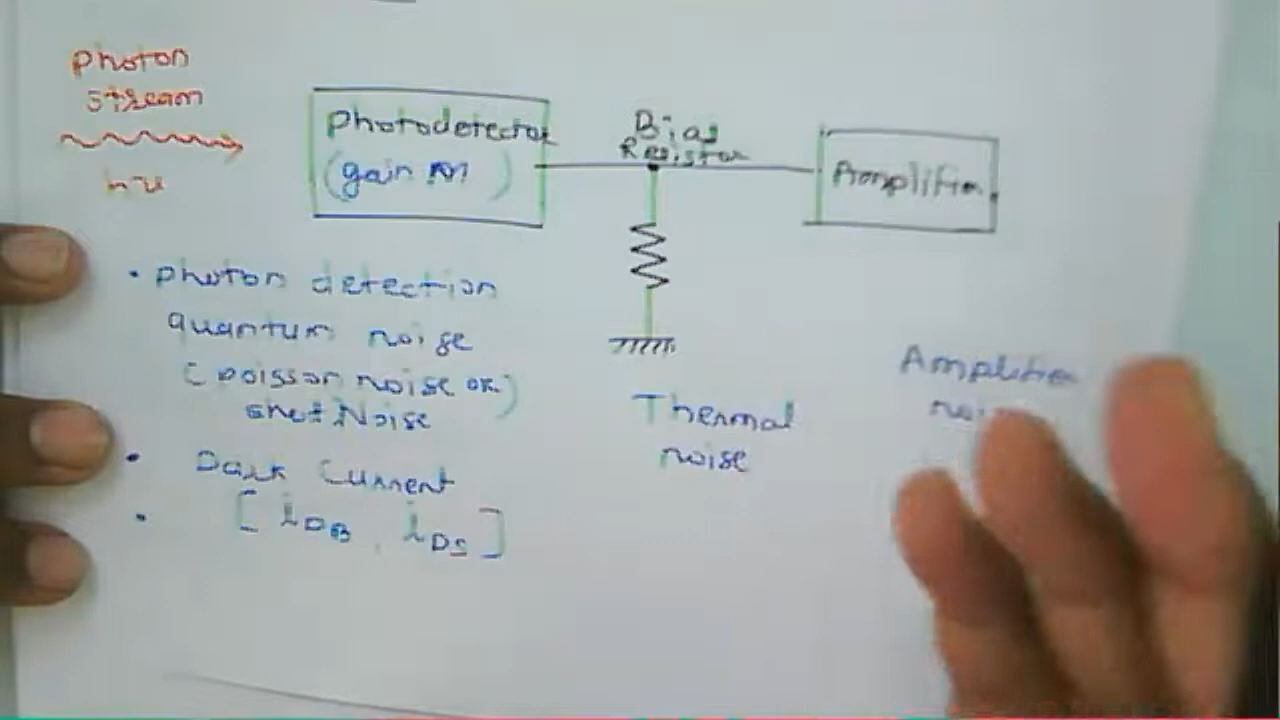 Photon
Stream
hν
Photodetector
(gain M)
Bias
Resistor
Amplifier
• photon detection
quantum noise
(poisson noise or)
shot Noise
• Dark Current
• [iDB, iDS]
Thermal
noise
Amplifier